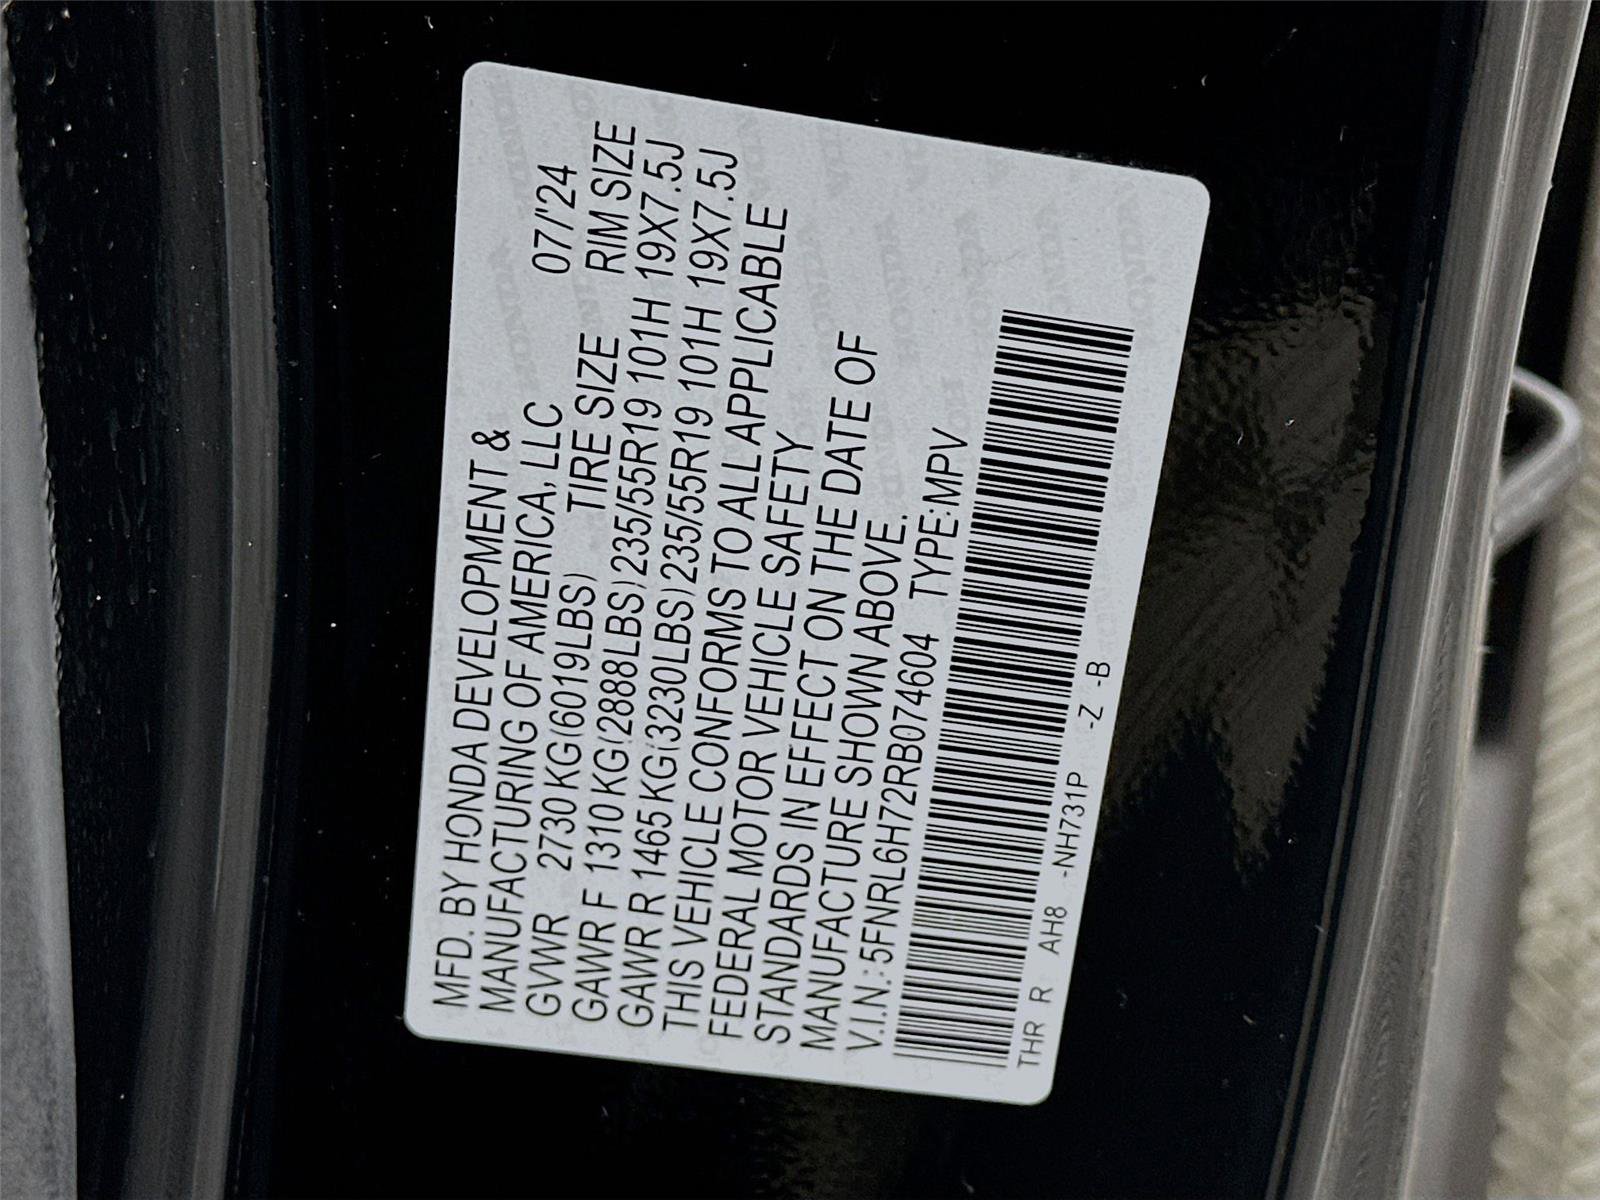 MFD. BY HONDA DEVELOPMENT &
MANUFACTURING OF AMERICA, LLC 07/'24
GVWR 2730 KG(6019LBS) TIRE SIZE RIM SIZE
GAWR F 1310 KG(2888LBS) 235/55R19 101H 19X7.5J
GAWR R 1465 KG(3230LBS) 235/55R19 101H 19X7.5J
THIS VEHICLE CONFORMS TO ALL APPLICABLE
FEDERAL MOTOR VEHICLE SAFETY
STANDARDS IN EFFECT ON THE DATE OF
MANUFACTURE SHOWN ABOVE.
V.I.N.: 5FNRL6H72RB074604 TYPE:MPV
THR R AH8 -NH731P -Z -B